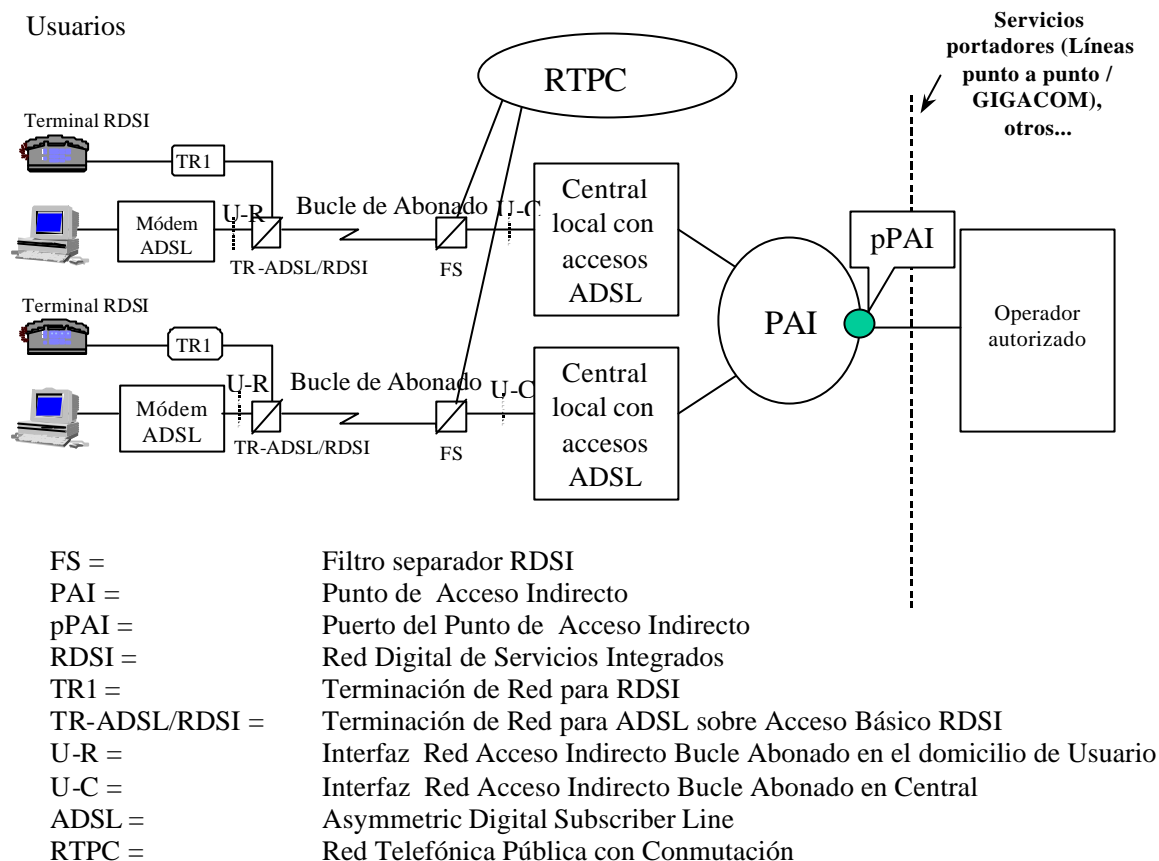 Usuarios
Servicios
portadores (Líneas
punto a punto /
GIGACOM),
otros...
RTPC
Terminal RDSI
TR1
Módem
ADSL
U-R
Bucle de Abonado
U-C
TR-ADSL/RDSI
FS
Central
local con
accesos
ADSL
pPAI
PAI
Operador
autorizado
Terminal RDSI
TR1
Módem
ADSL
U-R
Bucle de Abonado
U-C
TR-ADSL/RDSI
FS
Central
local con
accesos
ADSL
FS = Filtro separador RDSI
PAI = Punto de Acceso Indirecto
pPAI = Puerto del Punto de Acceso Indirecto
RDSI = Red Digital de Servicios Integrados
TR1 = Terminación de Red para RDSI
TR-ADSL/RDSI = Terminación de Red para ADSL sobre Acceso Básico RDSI
U-R = Interfaz Red Acceso Indirecto Bucle Abonado en el domicilio de Usuario
U-C = Interfaz Red Acceso Indirecto Bucle Abonado en Central
ADSL = Asymmetric Digital Subscriber Line
RTPC = Red Telefónica Pública con Conmutación